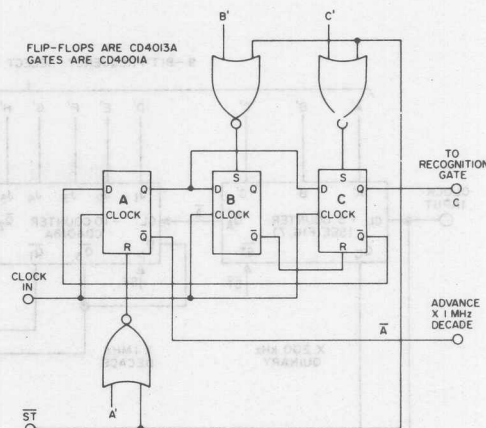 B'
C'
FLIP-FLOPS ARE CD4013A
GATES ARE CD4001A
S
S
TO
RECOGNITION
GATE
C
A
B
C
D
Q
D
Q
D
Q
CLOCK
CLOCK
CLOCK
Q̅
Q̅
Q̅
R
R
CLOCK
IN
ADVANCE
X 1 MHz
DECADE
A̅
A'
S̅T̅